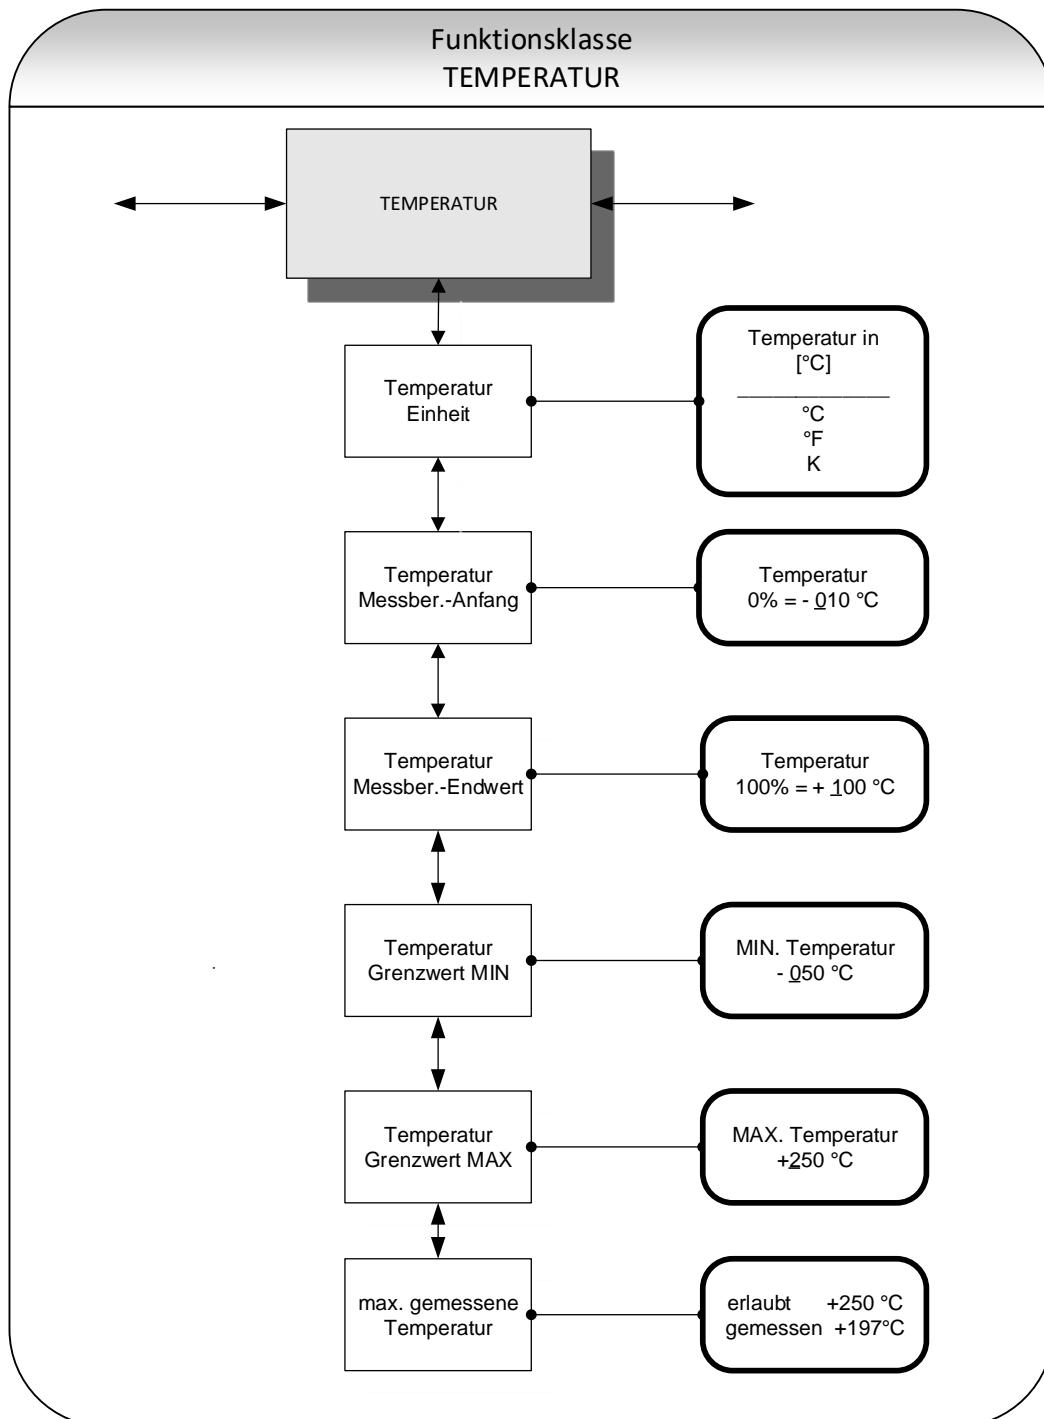 Funktionsklasse
TEMPERATUR
TEMPERATUR
Temperatur
Einheit
Temperatur in
[°C]
°C
°F
K
Temperatur
Messber.-Anfang
Temperatur
0% = - 010 °C
Temperatur
Messber.-Endwert
Temperatur
100% = + 100 °C
Temperatur
Grenzwert MIN
MIN. Temperatur
- 050 °C
Temperatur
Grenzwert MAX
MAX. Temperatur
+250 °C
max. gemessene
Temperatur
erlaubt +250 °C
gemessen +197°C